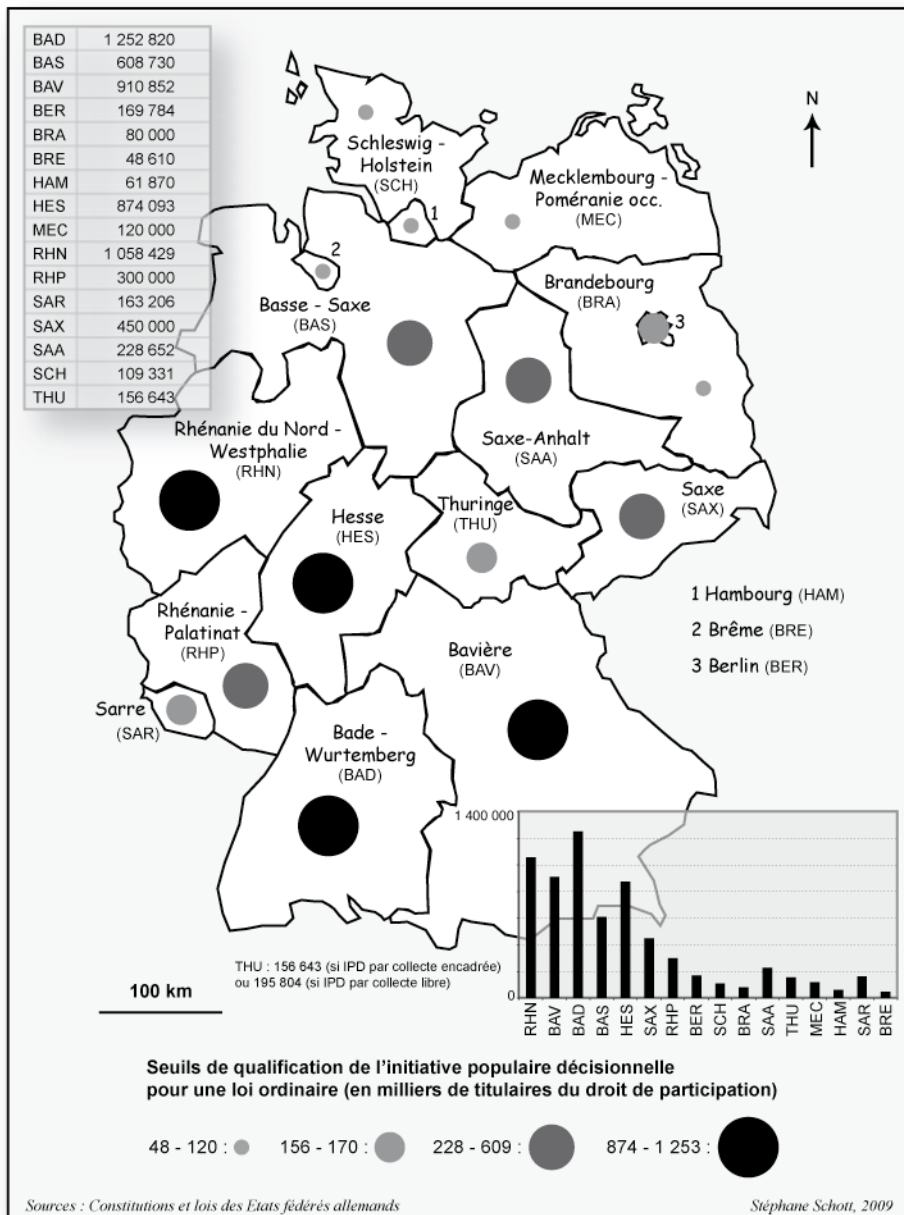 BAD 1 252 820
BAS 608 730
BAV 910 852
BER 169 784
BRA 80 000
BRE 48 610
HAM 61 870
HES 874 093
MEC 120 000
RHN 1 058 429
RHP 300 000
SAR 163 206
SAX 450 000
SAA 228 652
SCH 109 331
THU 156 643
N
Schleswig -
Holstein
(SCH)
Mecklembourg -
Poméranie occ.
(MEC)
1
2
Basse - Saxe
(BAS)
Brandebourg
(BRA)
3
Rhénanie du Nord -
Westphalie
(RHN)
Saxe-Anhalt
(SAA)
Hesse
(HES)
Thuringe
(THU)
Saxe
(SAX)
Rhénanie -
Palatinat
(RHP)
1 Hambourg (HAM)
2 Brême (BRE)
3 Berlin (BER)
Bavière
(BAV)
Sarre
(SAR)
Bade -
Wurtemberg
(BAD)
1 400 000
0
RHN BAV BAD BAS HES SAX RHP BER SCH BRA SAA THU MEC HAM SAR BRE
THU : 156 643 (si IPD par collecte encadrée)
ou 195 804 (si IPD par collecte libre)
100 km
Seuils de qualification de l'initiative populaire décisionnelle
pour une loi ordinaire (en milliers de titulaires du droit de participation)
48 - 120 : 156 - 170 : 228 - 609 : 874 - 1 253 :
Sources : Constitutions et lois des Etats fédérés allemands
Stéphane Schott, 2009